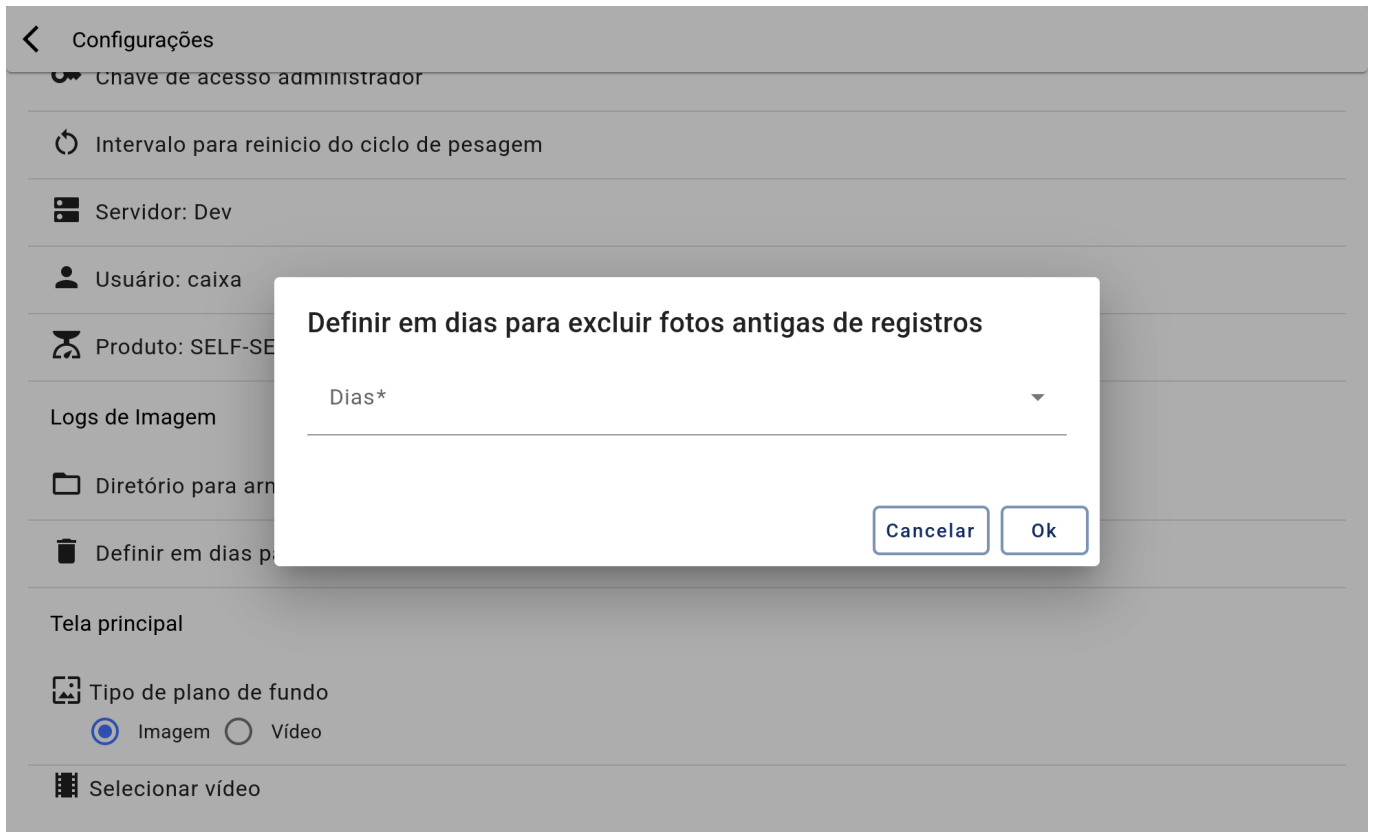 Configurações
Chave de acesso administrador
Intervalo para reinicio do ciclo de pesagem
Servidor: Dev
Usuário: caixa
Produto: SELF-SE
Definir em dias para excluir fotos antigas de registros
Dias*
Cancelar
Ok
Logs de Imagem
Diretório para
Definir em dias
Tela principal
Tipo de plano de fundo
Imagem
Vídeo
Selecionar vídeo